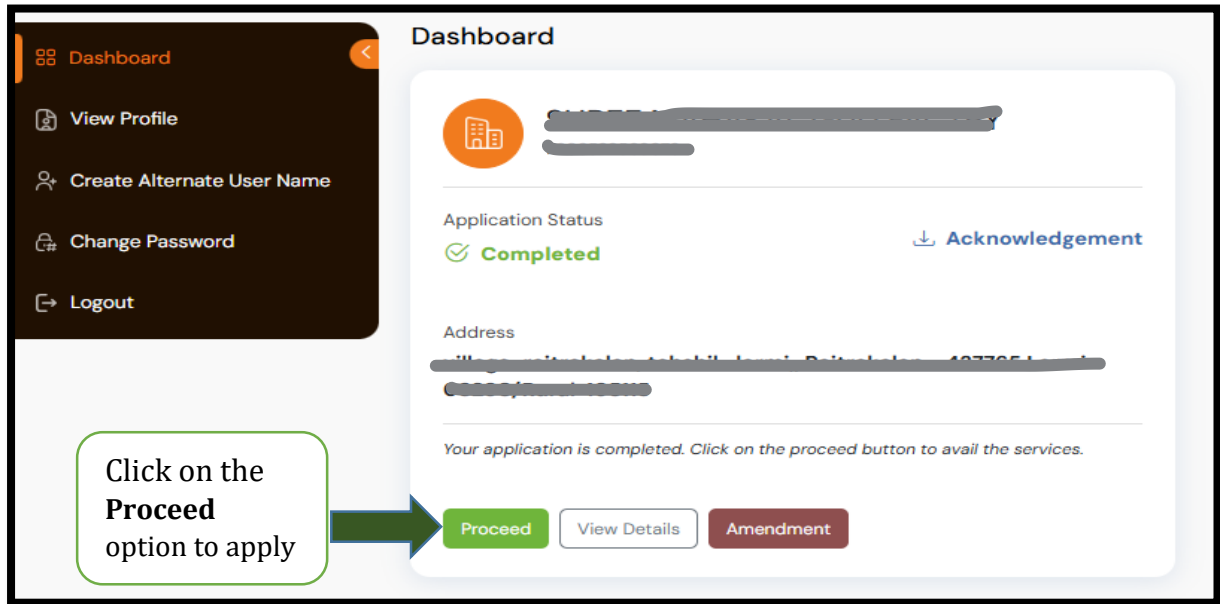 Dashboard
View Profile
Create Alternate User Name
Change Password
Logout
Dashboard
Application Status
Completed
Acknowledgement
Address
Your application is completed. Click on the proceed button to avail the services.
Click on the
Proceed
option to apply
Proceed
View Details
Amendment